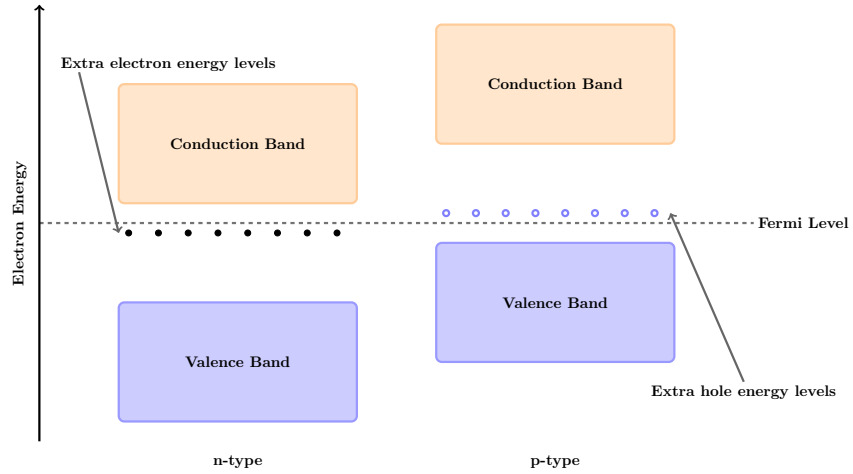 Extra electron energy levels
Conduction Band
Conduction Band
Electron Energy
Fermi Level
Valence Band
Valence Band
Extra hole energy levels
n-type
p-type